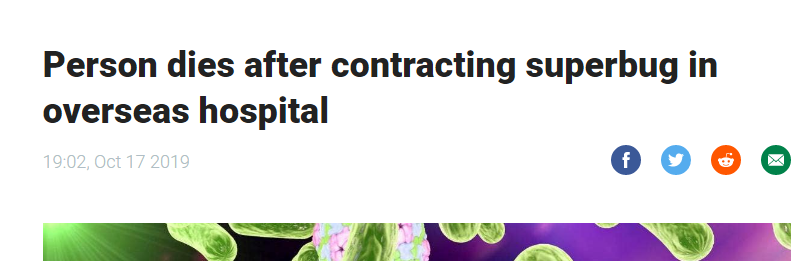 Person dies after contracting superbug in
overseas hospital
19:02, Oct 17 2019